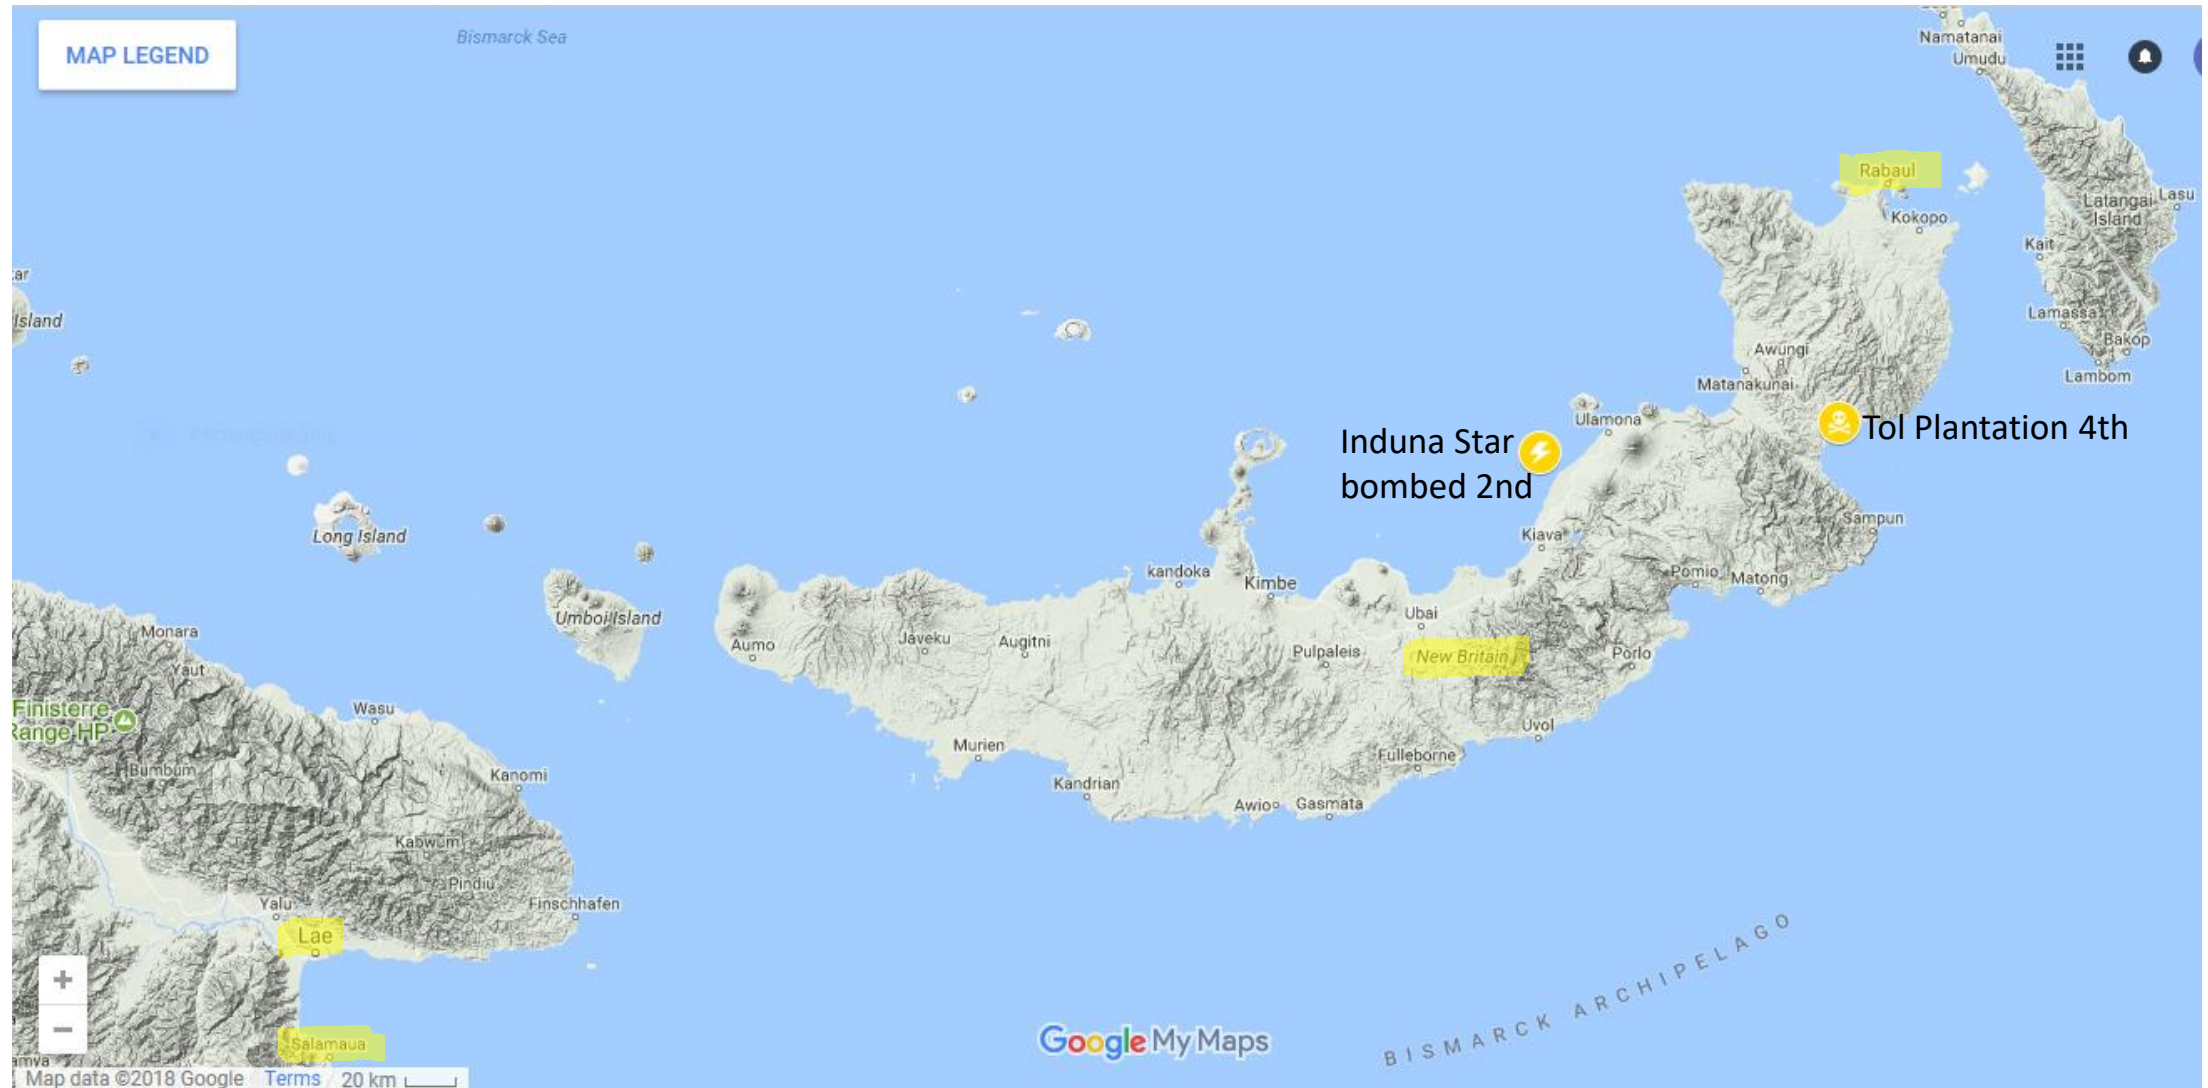 MAP LEGEND
Bismarck Sea
Namatanai
Umudu
Rabaul
Kokopo
Latangai
Island
Lasu
Kait
Lamassa
Bakop
Lambom
Island
Awungi
Matanakunai
Ulamona
Tol Plantation 4th
Induna Star
bombed 2nd
Long Island
Sampun
Kiava
kandoka
Kimbe
Pomio
Matong
Umboi Island
Ubai
Monara
Aumo
Javeku
Augitni
Pulpaleis
New Britain
Porlo
Yaut
Finisterre
Range HP
Wasu
Uvol
Murien
Fulleborne
Bumbum
Kanomi
Kandrian
Awio
Gasmata
Kabwum
Pindiu
Yalu
Finschhafen
Lae
BISMARCK ARCHIPELAGO
Salamaua
Google My Maps
Map data ©2018 Google Terms 20 km